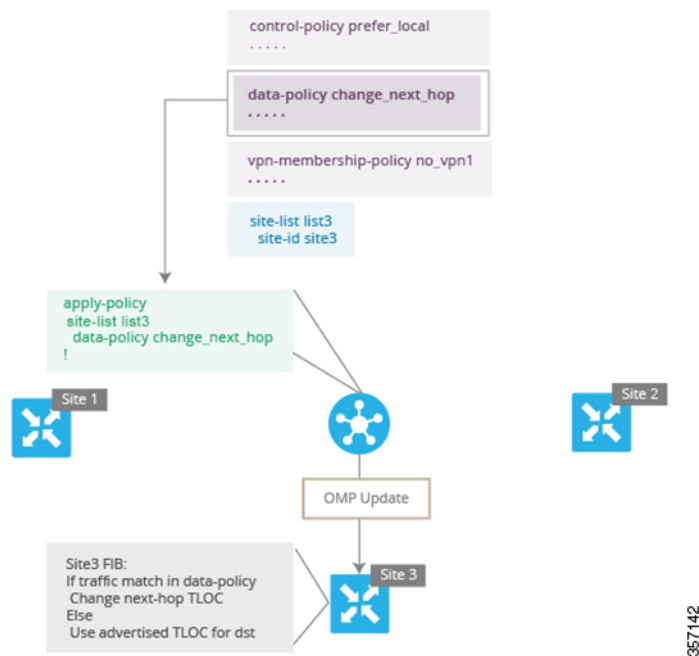 control-policy prefer_local
. . . . .
data-policy change_next_hop
. . . . .
vpn-membership-policy no_vpn1
. . . . .
site-list list3
site-id site3
apply-policy
site-list list3
data-policy change_next_hop
!
Site 1
Site 2
OMP Update
Site3 FIB:
If traffic match in data-policy
Change next-hop TLOC
Else
Use advertised TLOC for dst
Site 3
357142